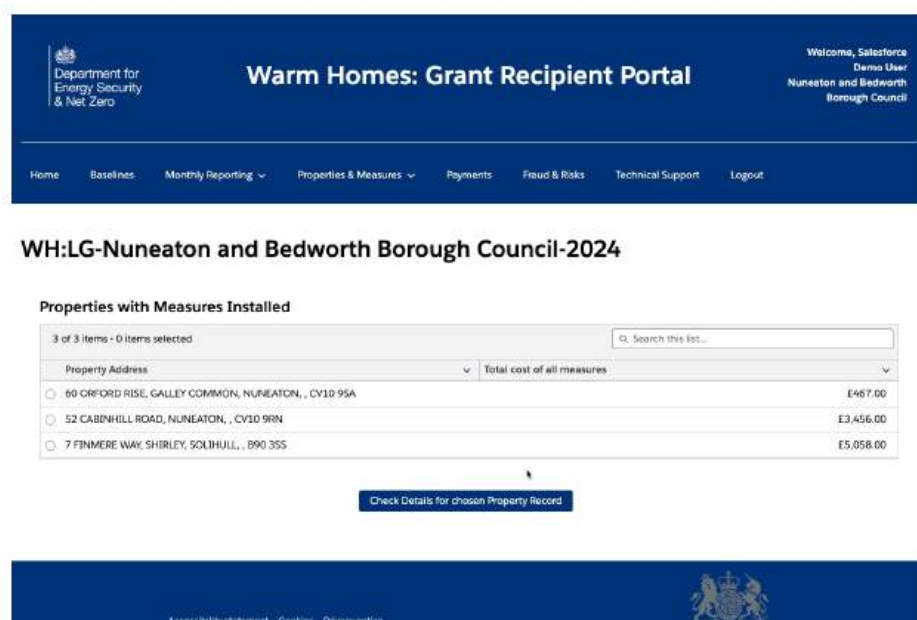 Department for
Energy Security
& Net Zero
Warm Homes: Grant Recipient Portal
Welcome, Salesforce
Demo User
Nuneaton and Bedworth
Borough Council
Home Baselines Monthly Reporting Properties & Measures Payments Fraud & Risks Technical Support Logout
WH:LG-Nuneaton and Bedworth Borough Council-2024
Properties with Measures Installed
3 of 3 items - 0 items selected Search this list...
Property Address Total cost of all measures
60 ORFORD RISE, GALLEY COMMON, NUNEATON, , CV10 9SA £467.00
52 CABINHILL ROAD, NUNEATON, , CV10 9RN £3,456.00
7 FINMERE WAY, SHIRLEY, SOLIHULL, , B90 3SS £5,058.00
Check Details for chosen Property Record
Accessibility statement Cookies Privacy notice